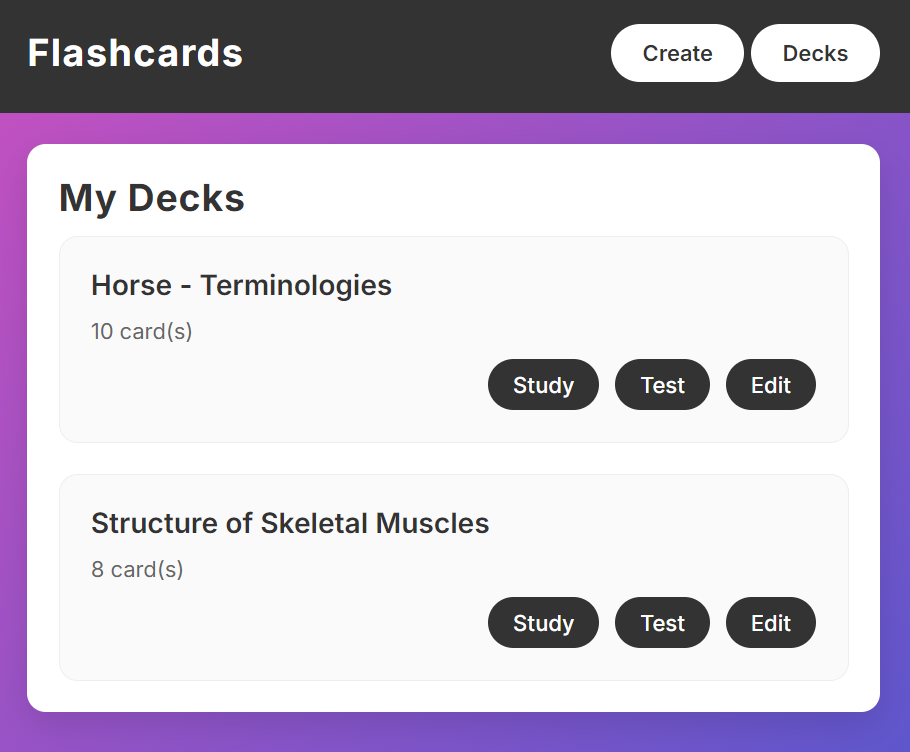 Flashcards
Create Decks
My Decks
Horse - Terminologies
10 card(s)
Study Test Edit
Structure of Skeletal Muscles
8 card(s)
Study Test Edit